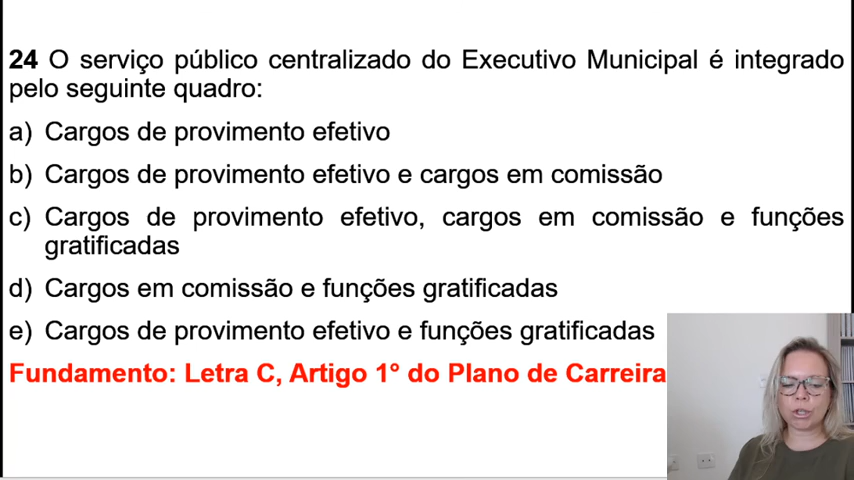 24 O serviço público centralizado do Executivo Municipal é integrado
pelo seguinte quadro:
a) Cargos de provimento efetivo
b) Cargos de provimento efetivo e cargos em comissão
c) Cargos de provimento efetivo, cargos em comissão e funções
gratificadas
d) Cargos em comissão e funções gratificadas
e) Cargos de provimento efetivo e funções gratificadas
Fundamento: Letra C, Artigo 1° do Plano de Carreira